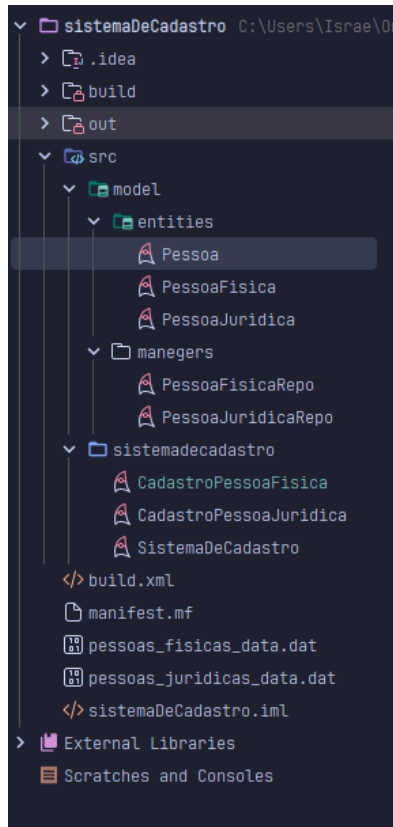 sistemaDeCadastro C:\Users\Israe\O
.idea
build
out
src
model
entities
Pessoa
PessoaFisica
PessoaJuridica
manegers
PessoaFisicaRepo
PessoaJuridicaRepo
sistemadecadastro
CadastroPessoaFisica
CadastroPessoaJuridica
SistemaDeCadastro
build.xml
manifest.mf
pessoas_fisicas_data.dat
pessoas_juridicas_data.dat
sistemaDeCadastro.iml
External Libraries
Scratches and Consoles